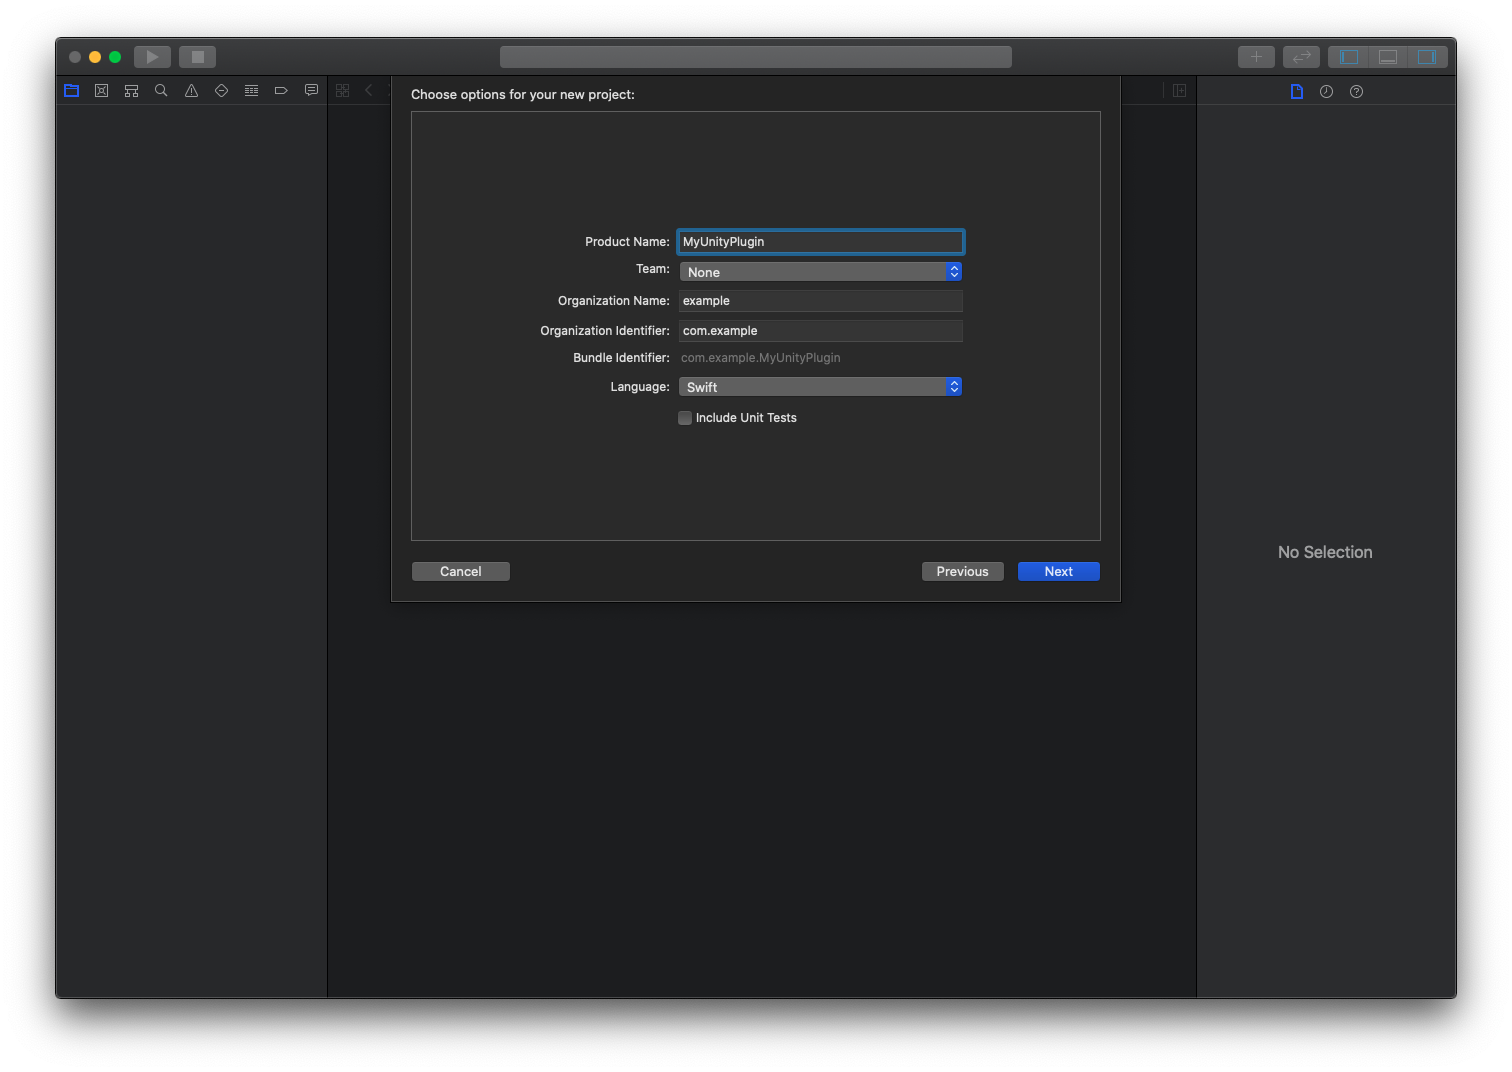 Choose options for your new project:
Product Name: MyUnityPlugin
Team: None
Organization Name: example
Organization Identifier: com.example
Bundle Identifier: com.example.MyUnityPlugin
Language: Swift
Include Unit Tests
No Selection
Cancel Previous Next